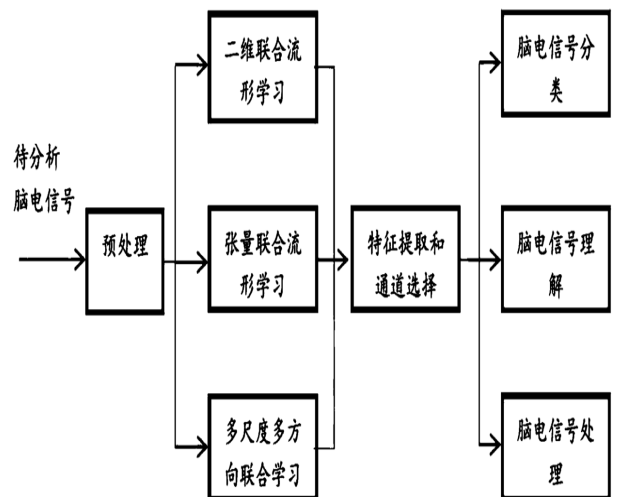 待分析
脑电信号
预处理
二维联合流
形学习
张量联合流
形学习
多尺度多方
向联合学习
特征提取和
通道选择
脑电信号分
类
脑电信号理
解
脑电信号处
理